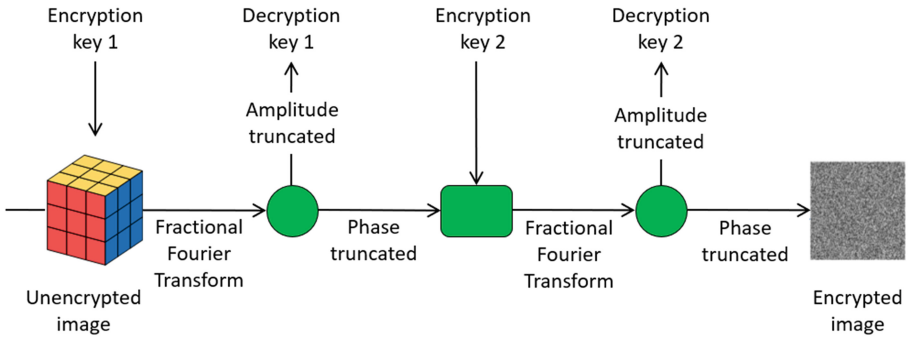 Encryption
key 1
Decryption
key 1
Encryption
key 2
Decryption
key 2
Amplitude
truncated
Amplitude
truncated
Fractional
Fourier
Transform
Phase
truncated
Fractional
Fourier
Transform
Phase
truncated
Unencrypted
image
Encrypted
image